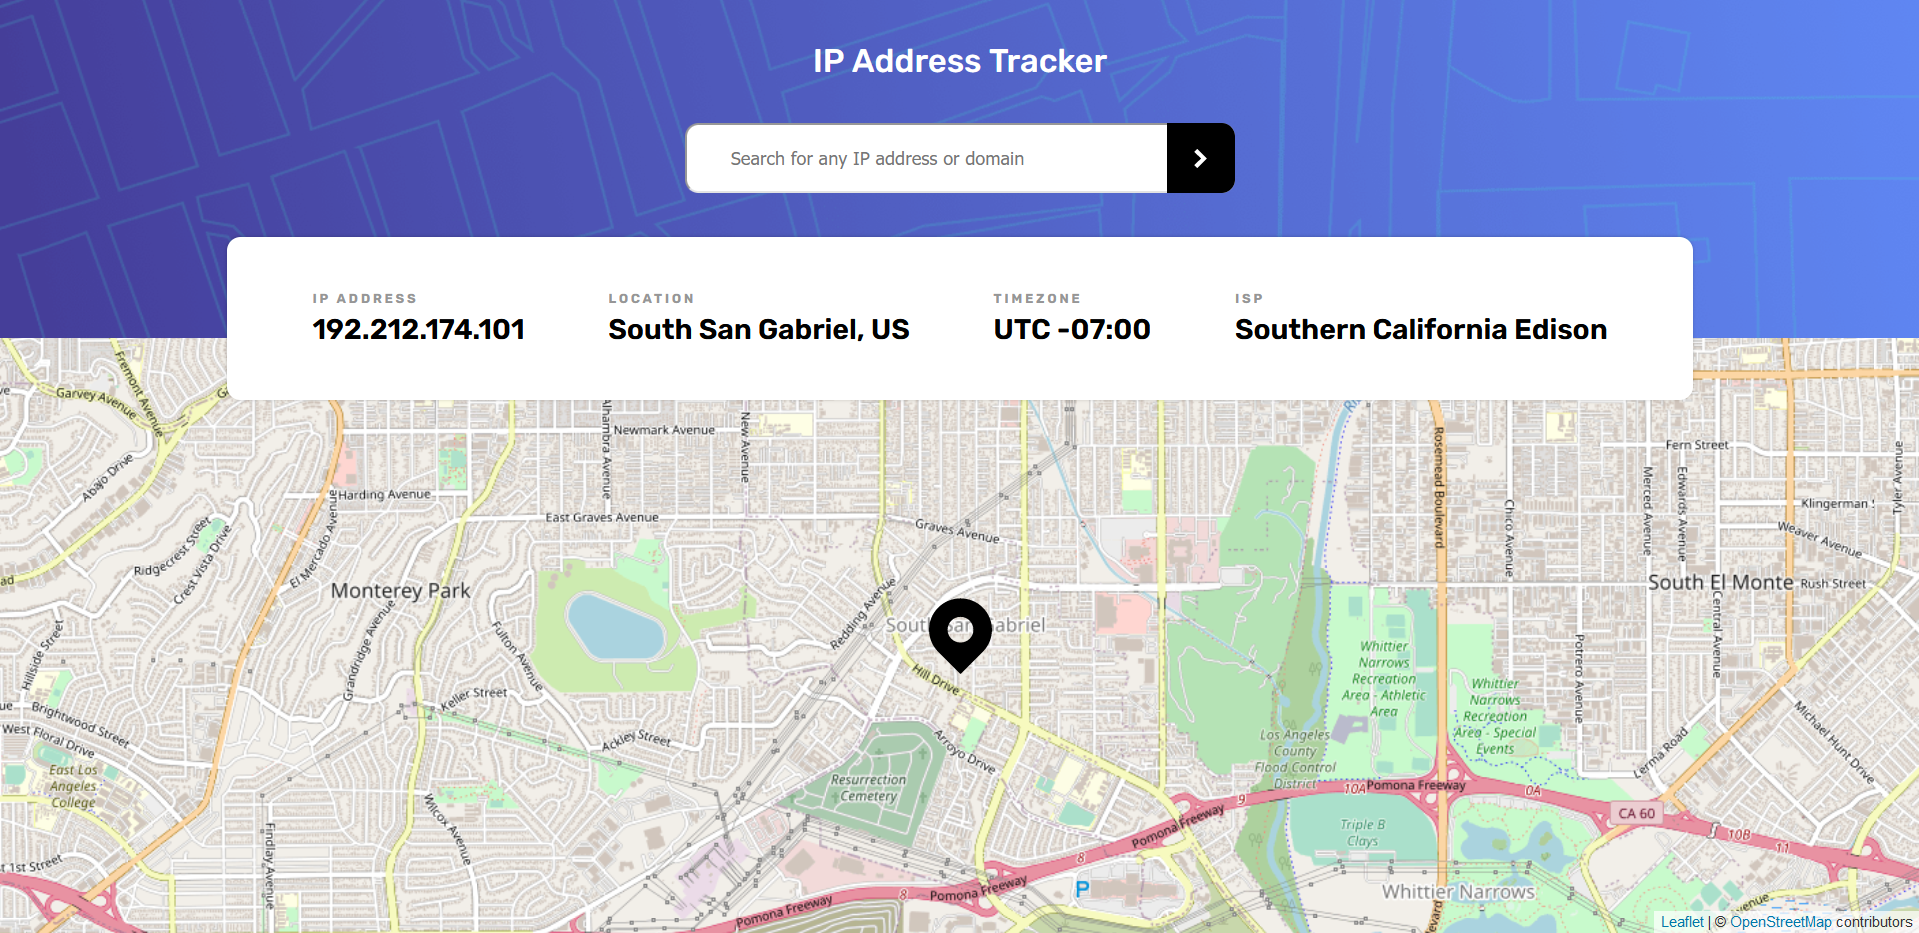 IP Address Tracker
Search for any IP address or domain
IP ADDRESS
192.212.174.101
LOCATION
South San Gabriel, US
TIMEZONE
UTC -07:00
ISP
Southern California Edison
Fremont Avenue
Garvey Avenue
Abajo Drive
Newmark Avenue
Alhambra Avenue
New Avenue
Harding Avenue
El Mercado Avenue
East Graves Avenue
Graves Avenue
Ridgecrest Street
Crest Vista Drive
Monterey Park
Redding Avenue
South San Gabriel
Hill Drive
Fulton Avenue
Grandridge Avenue
Hillside Street
Keller Street
Brightwood Street
West Floral Drive
Ackley Street
Arroyo Drive
East Los
Angeles
College
Wilcox Avenue
Findlay Avenue
t 1st Street
Resurrection
Cemetery
Rosemead Boulevard
Chico Avenue
Merced Avenue
Edwards Avenue
Fern Street
Tyler Avenue
Klingerman
Weaver Avenue
South El Monte
Rush Street
Central Avenue
Potrero Avenue
Whittier
Narrows
Recreation
Area - Athletic
Area
Whittier
Narrows
Recreation
Area - Special
Events
Los Angeles
County
Flood Control
District
Lerma Road
Michael Hunt Drive
10A
Pomona Freeway
0A
CA 60
10B
11
9
Pomona Freeway
8
Triple B
Clays
P
Pomona Freeway
8
Pomona Freeway
Whittier Narrows
Leaflet | © OpenStreetMap contributors